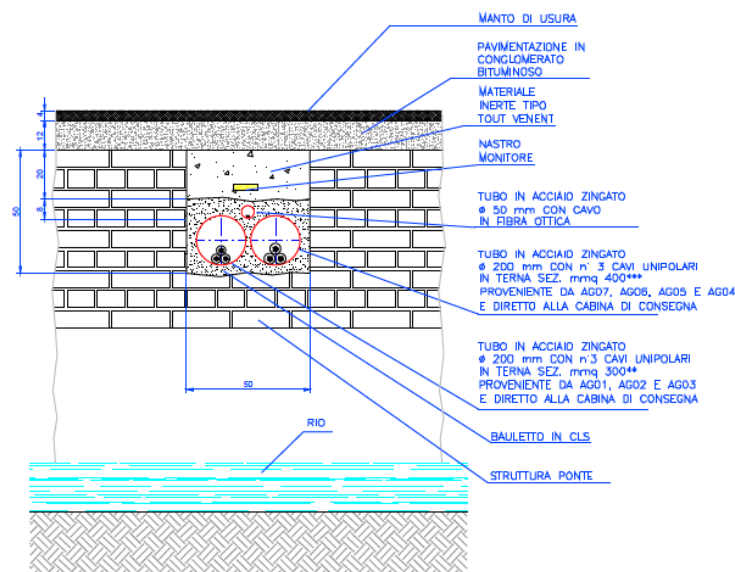 MANTO DI USURA
PAVIMENTAZIONE IN
CONGLOMERATO
BITUMINOSO
MATERIALE
INERTE TIPO
TOUT VENENT
NASTRO
MONITORE
TUBO IN ACCIAIO ZINGATO
ø 50 mm CON CAVO
IN FIBRA OTTICA
TUBO IN ACCIAIO ZINGATO
ø 200 mm CON n° 3 CAVI UNIPOLARI
IN TERNA SEZ. mmq 400***
PROVENIENTE DA AG07, AG06, AG05 E AG04
E DIRETTO ALLA CABINA DI CONSEGNA
TUBO IN ACCIAIO ZINGATO
ø 200 mm CON n°3 CAVI UNIPOLARI
IN TERNA SEZ. mmq 300**
PROVENIENTE DA AG01, AG02 E AG03
E DIRETTO ALLA CABINA DI CONSEGNA
BAULETTO IN CLS
STRUTTURA PONTE
RIO
4
12
20
8
50
50